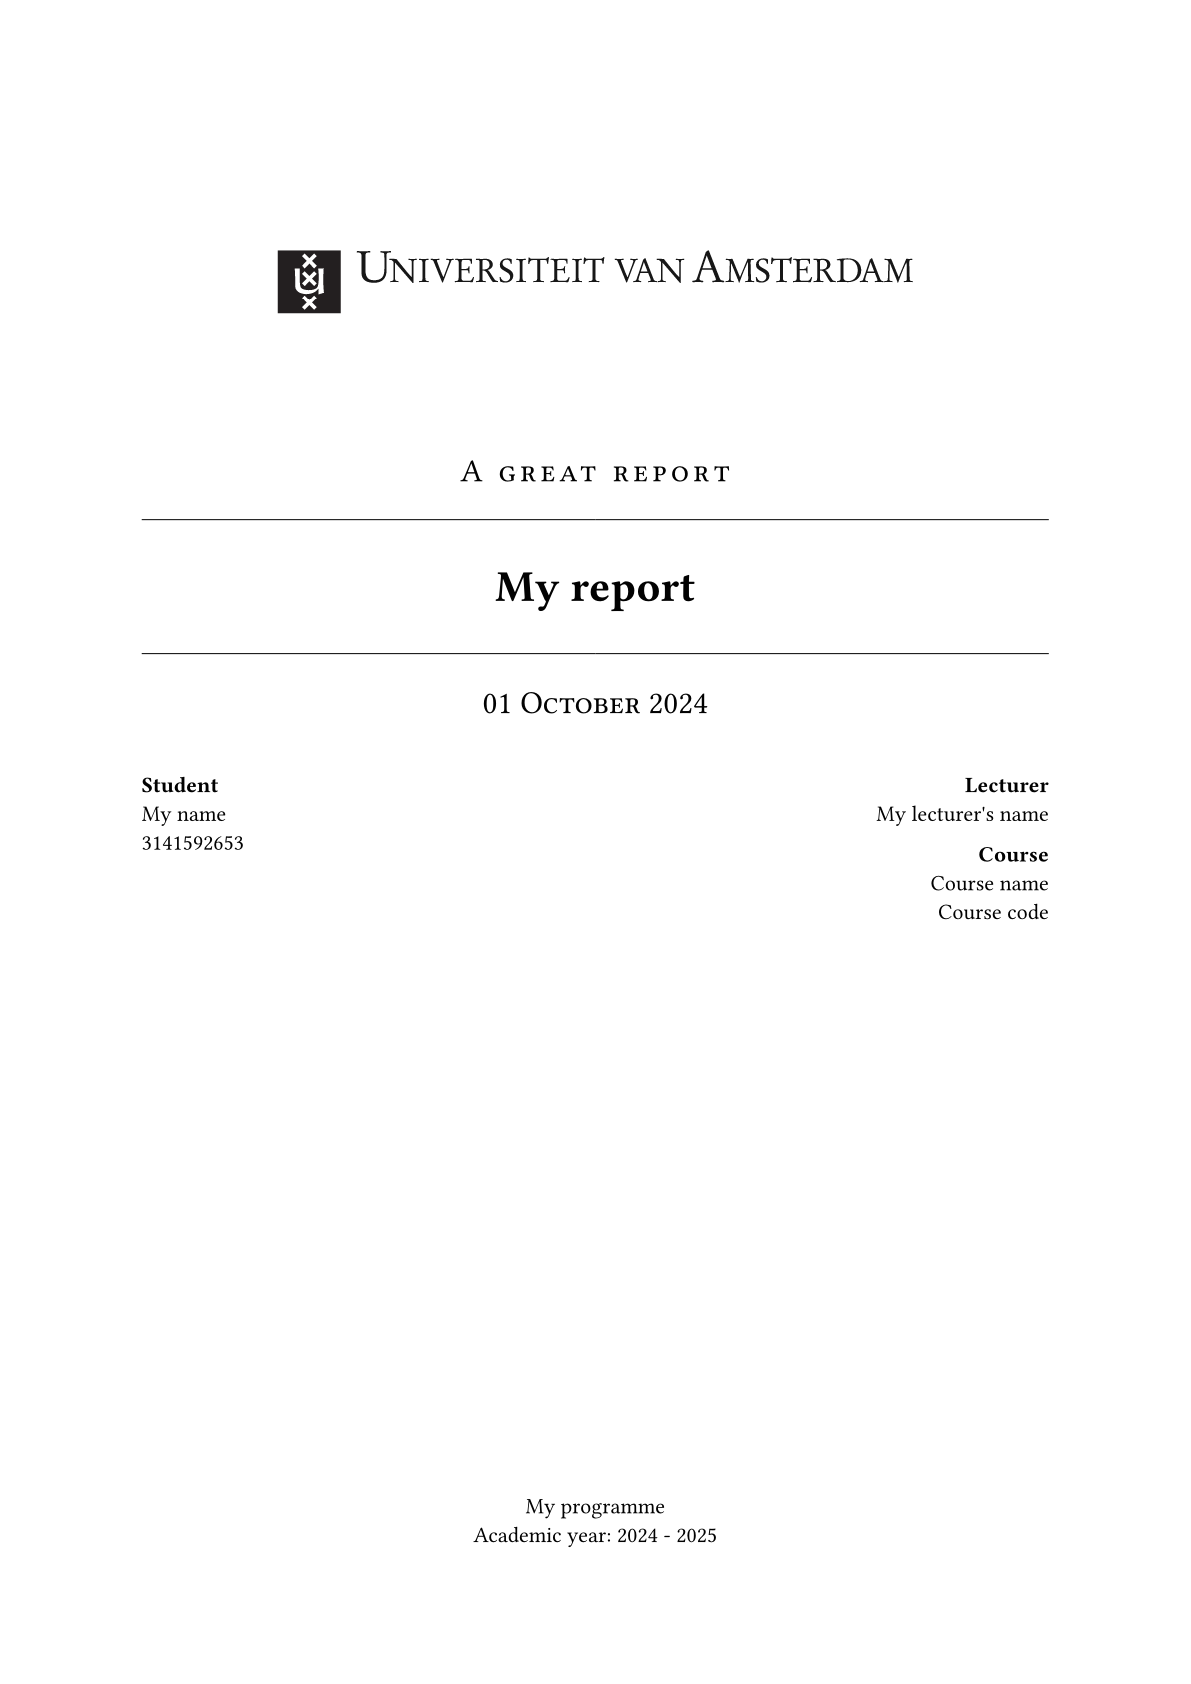 UNIVERSITEIT VAN AMSTERDAM
A GREAT REPORT
My report
01 OCTOBER 2024
Student
My name
3141592653
Lecturer
My lecturer's name
Course
Course name
Course code
My programme
Academic year: 2024 - 2025